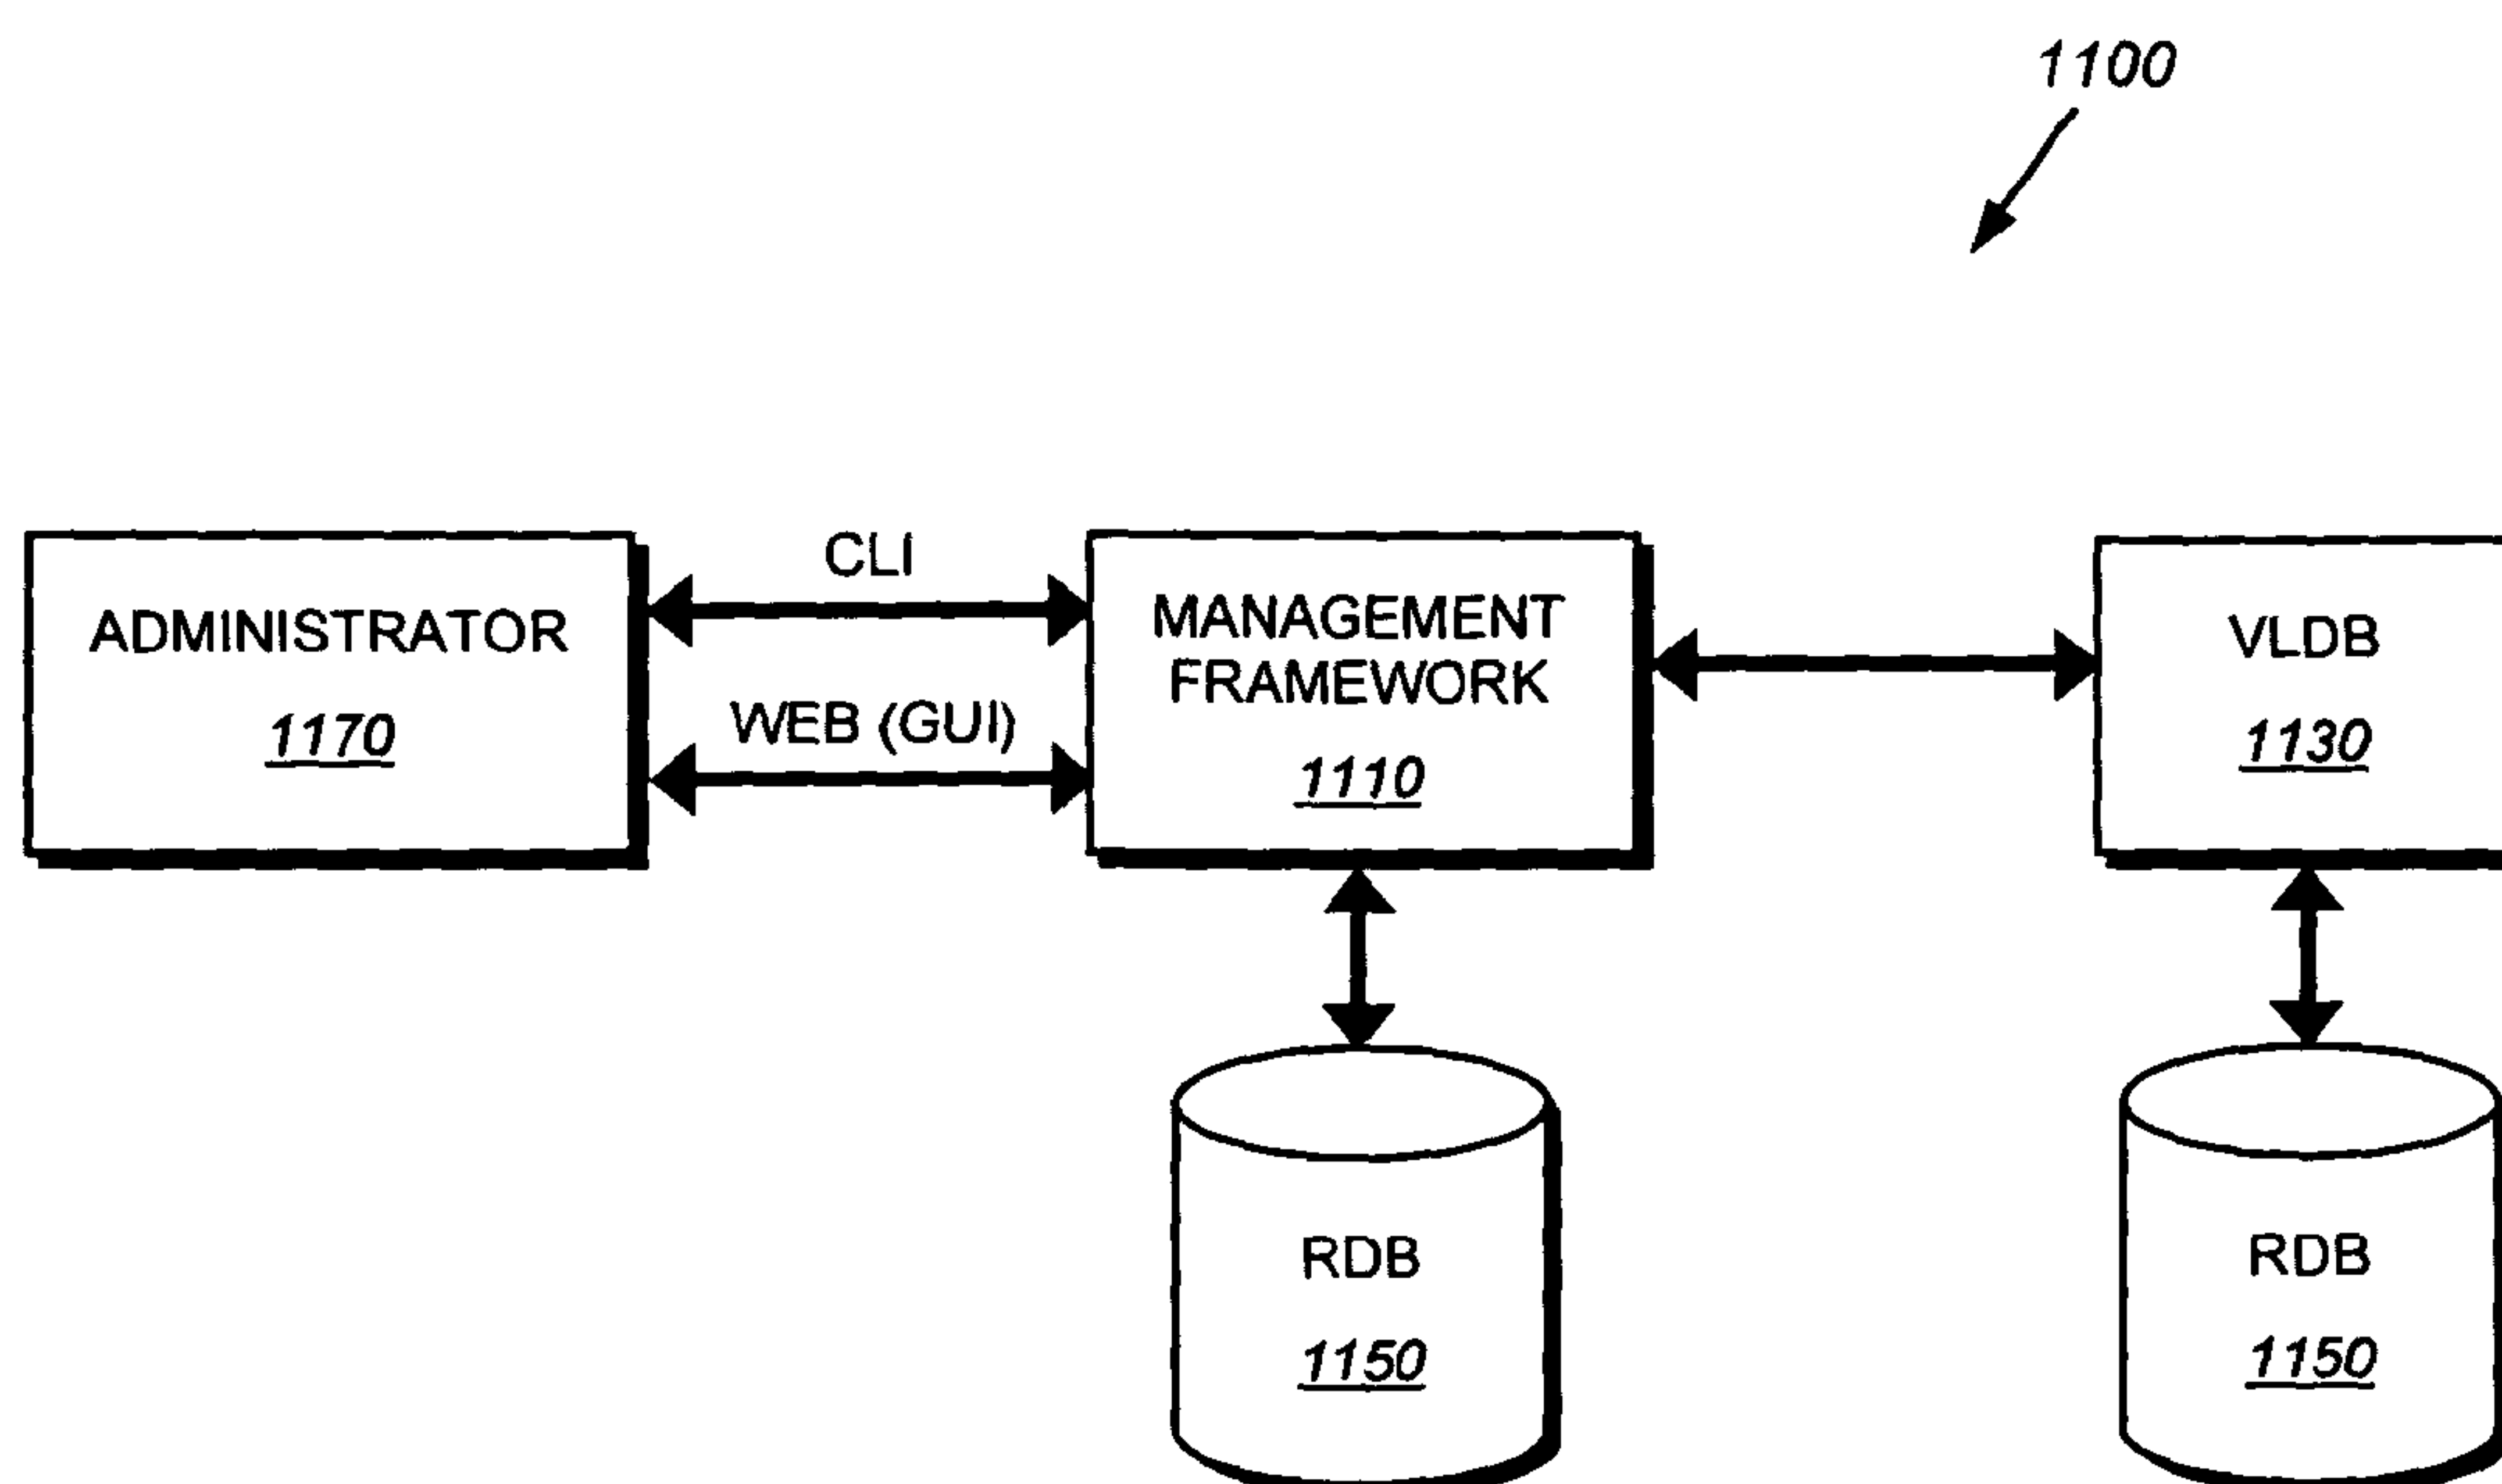 1100
ADMINISTRATOR
1170
CLI
WEB (GUI)
MANAGEMENT
FRAMEWORK
1110
VLDB
1130
RDB
1150
RDB
1150